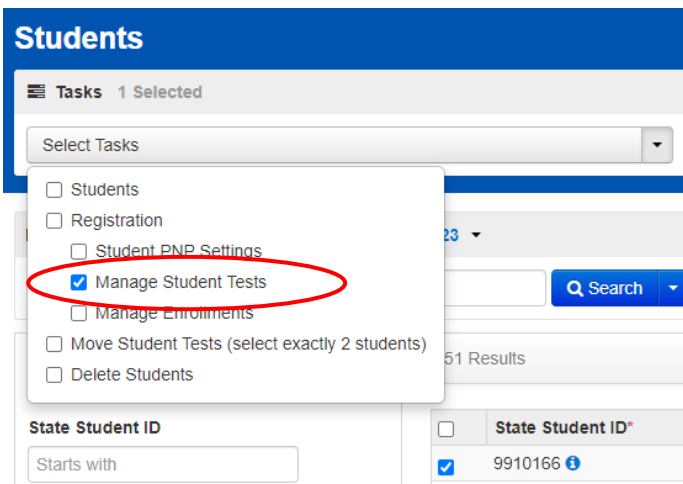 Students
Tasks 1 Selected
Select Tasks
Students
Registration
Student PNP Settings
23
Manage Student Tests
Search
Manage Enrollments
Move Student Tests (select exactly 2 students)
51 Results
Delete Students
State Student ID
State Student ID*
Starts with
9910166